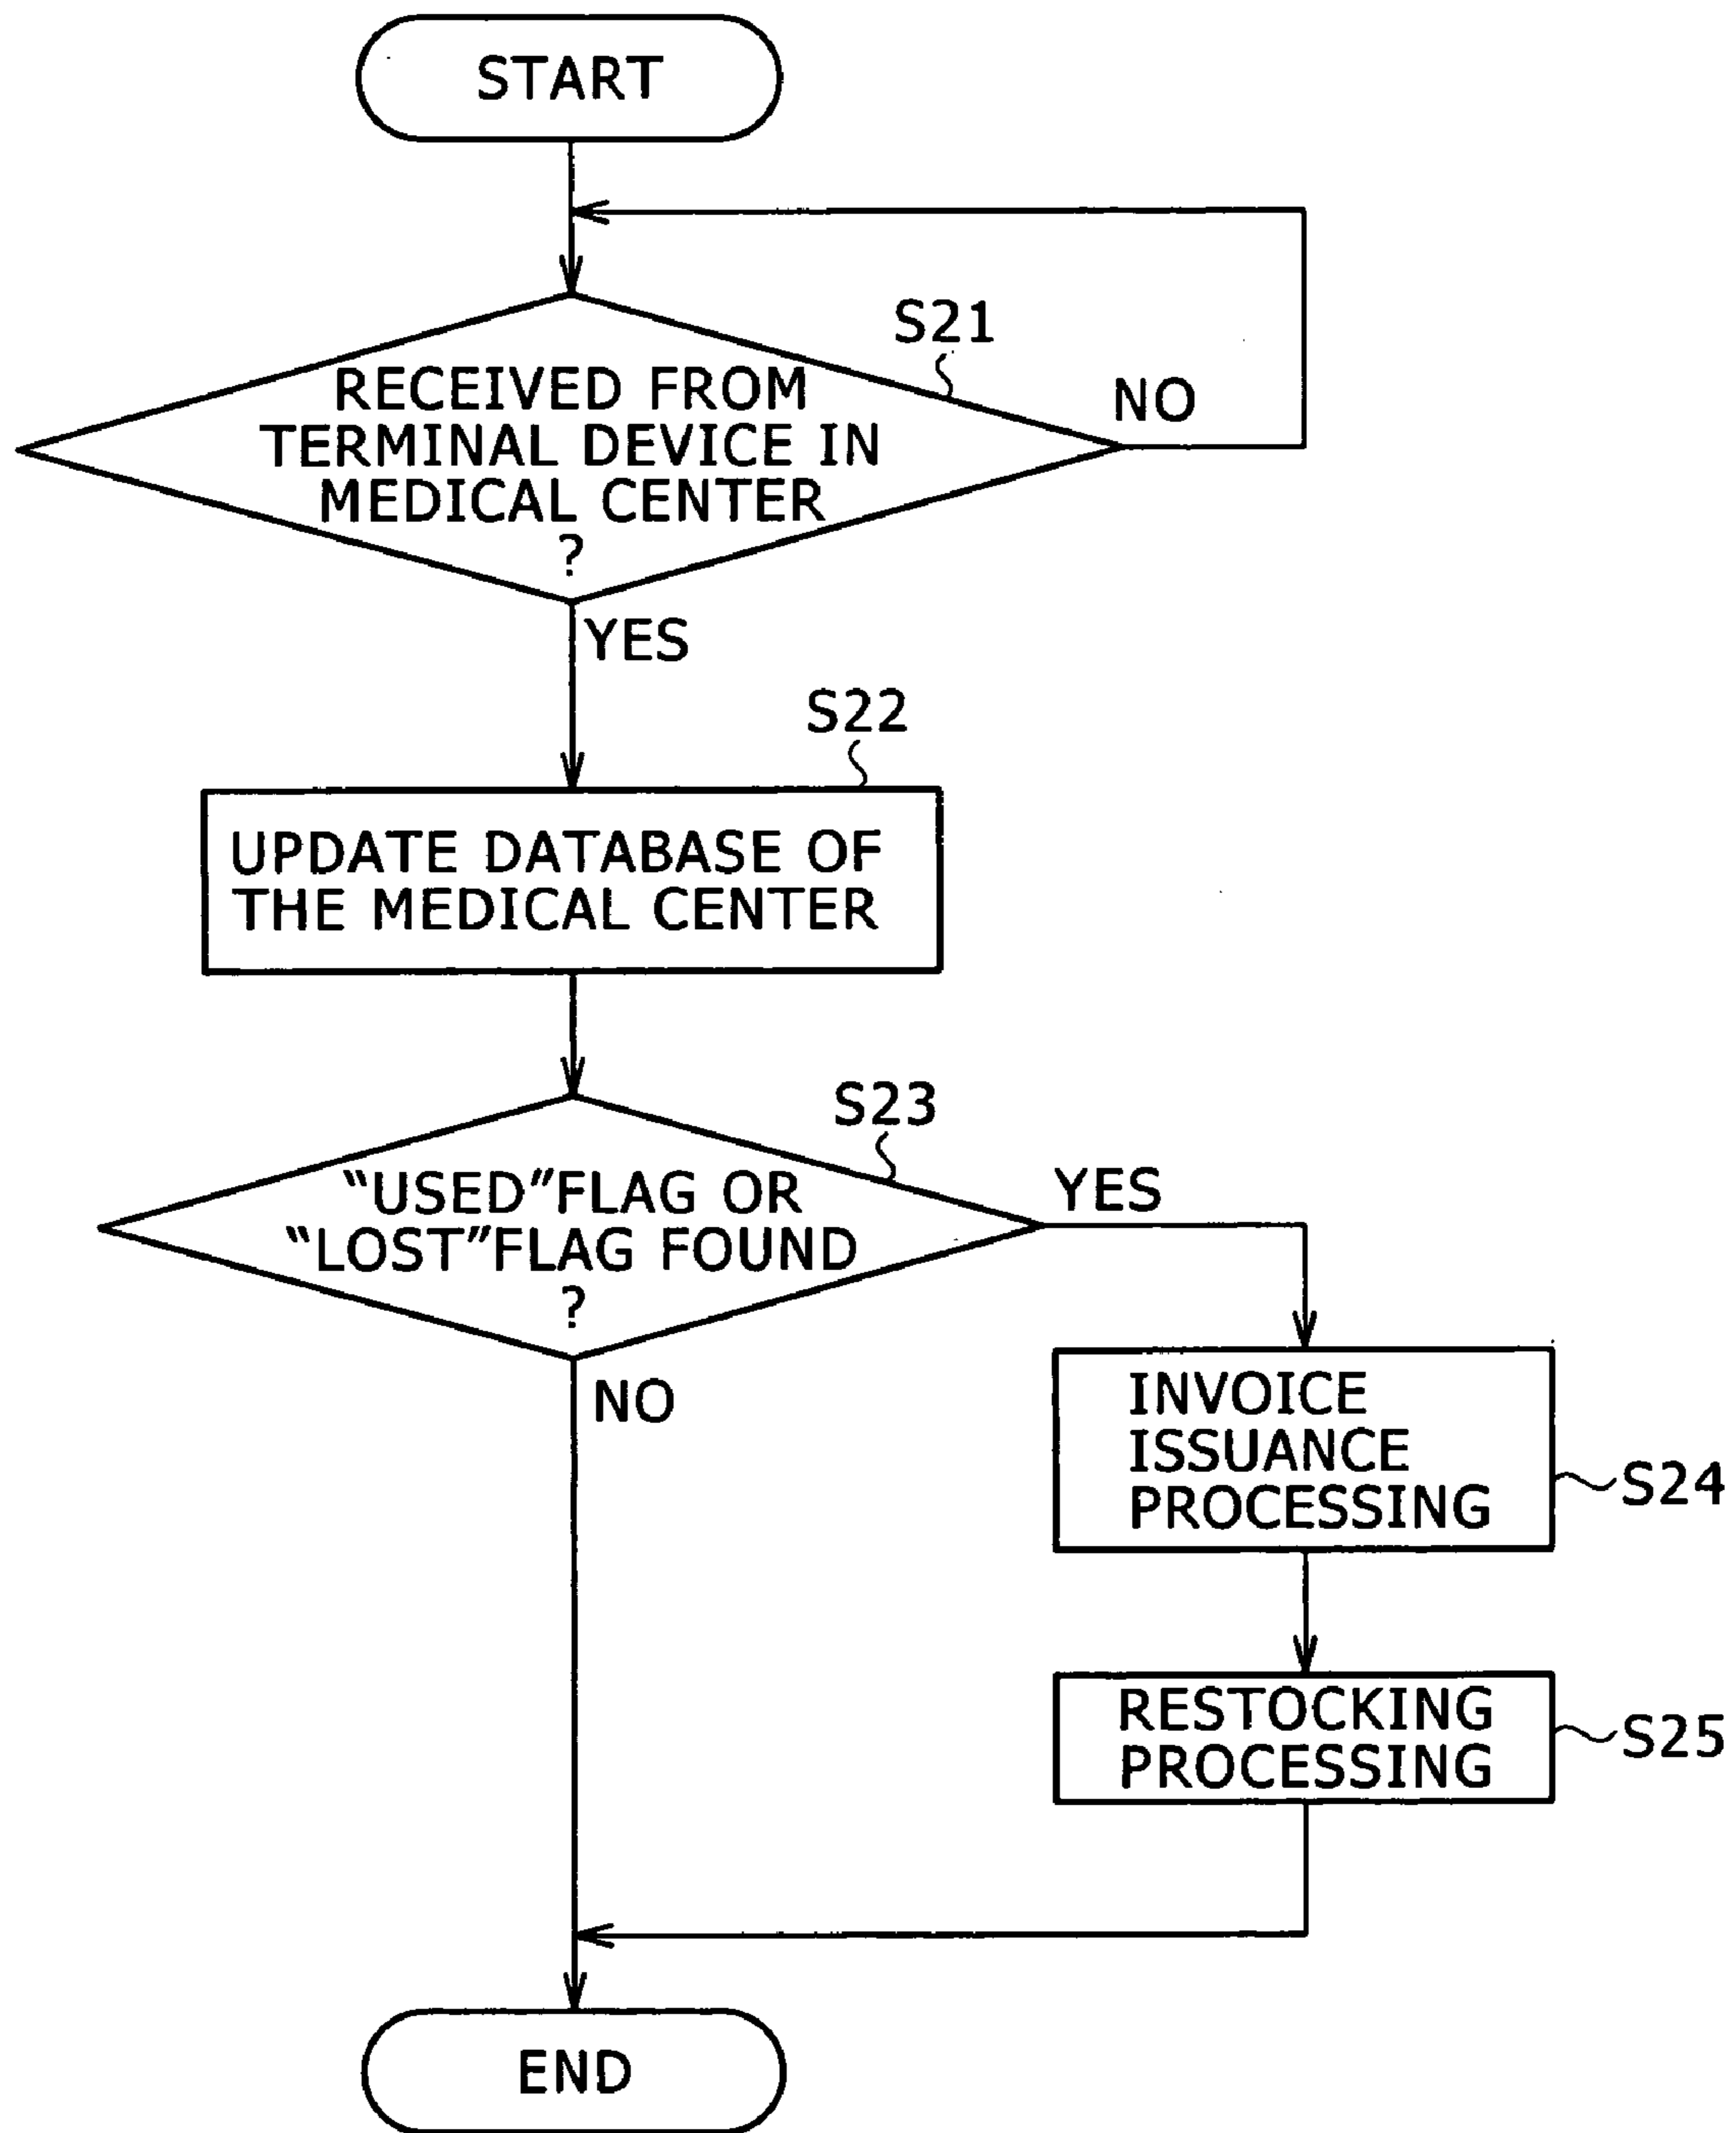 START
S21
RECEIVED FROM
TERMINAL DEVICE IN
MEDICAL CENTER
?
NO
YES
S22
UPDATE DATABASE OF
THE MEDICAL CENTER
S23
“USED”FLAG OR
“LOST”FLAG FOUND
?
YES
NO
INVOICE
ISSUANCE
PROCESSING
S24
RESTOCKING
PROCESSING
S25
END